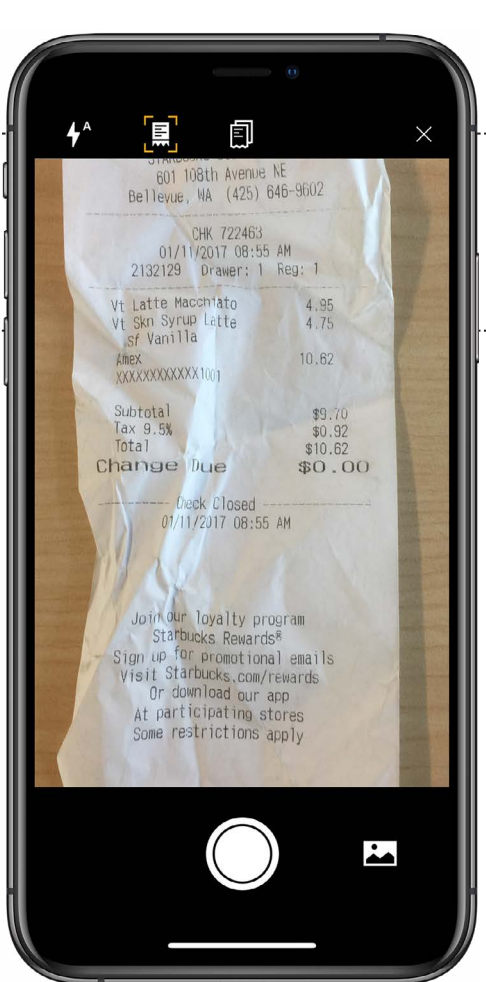 A
601 108th Avenue NE
Bellevue, WA (425) 646-9602
CHK 722463
01/11/2017 08:55 AM
2132129 Drawer: 1 Reg: 1
Vt Latte Macchiato 4.95
Vt Skn Syrup Latte 4.75
Sf Vanilla
Amex 10.62
XXXXXXXXXXXX1001
Subtotal $9.70
Tax 9.5% $0.92
Total $10.62
Change Due $0.00
Check Closed
01/11/2017 08:55 AM
Join our loyalty program
Starbucks Rewards®
Sign up for promotional emails
Visit Starbucks.com/rewards
Or download our app
At participating stores
Some restrictions apply